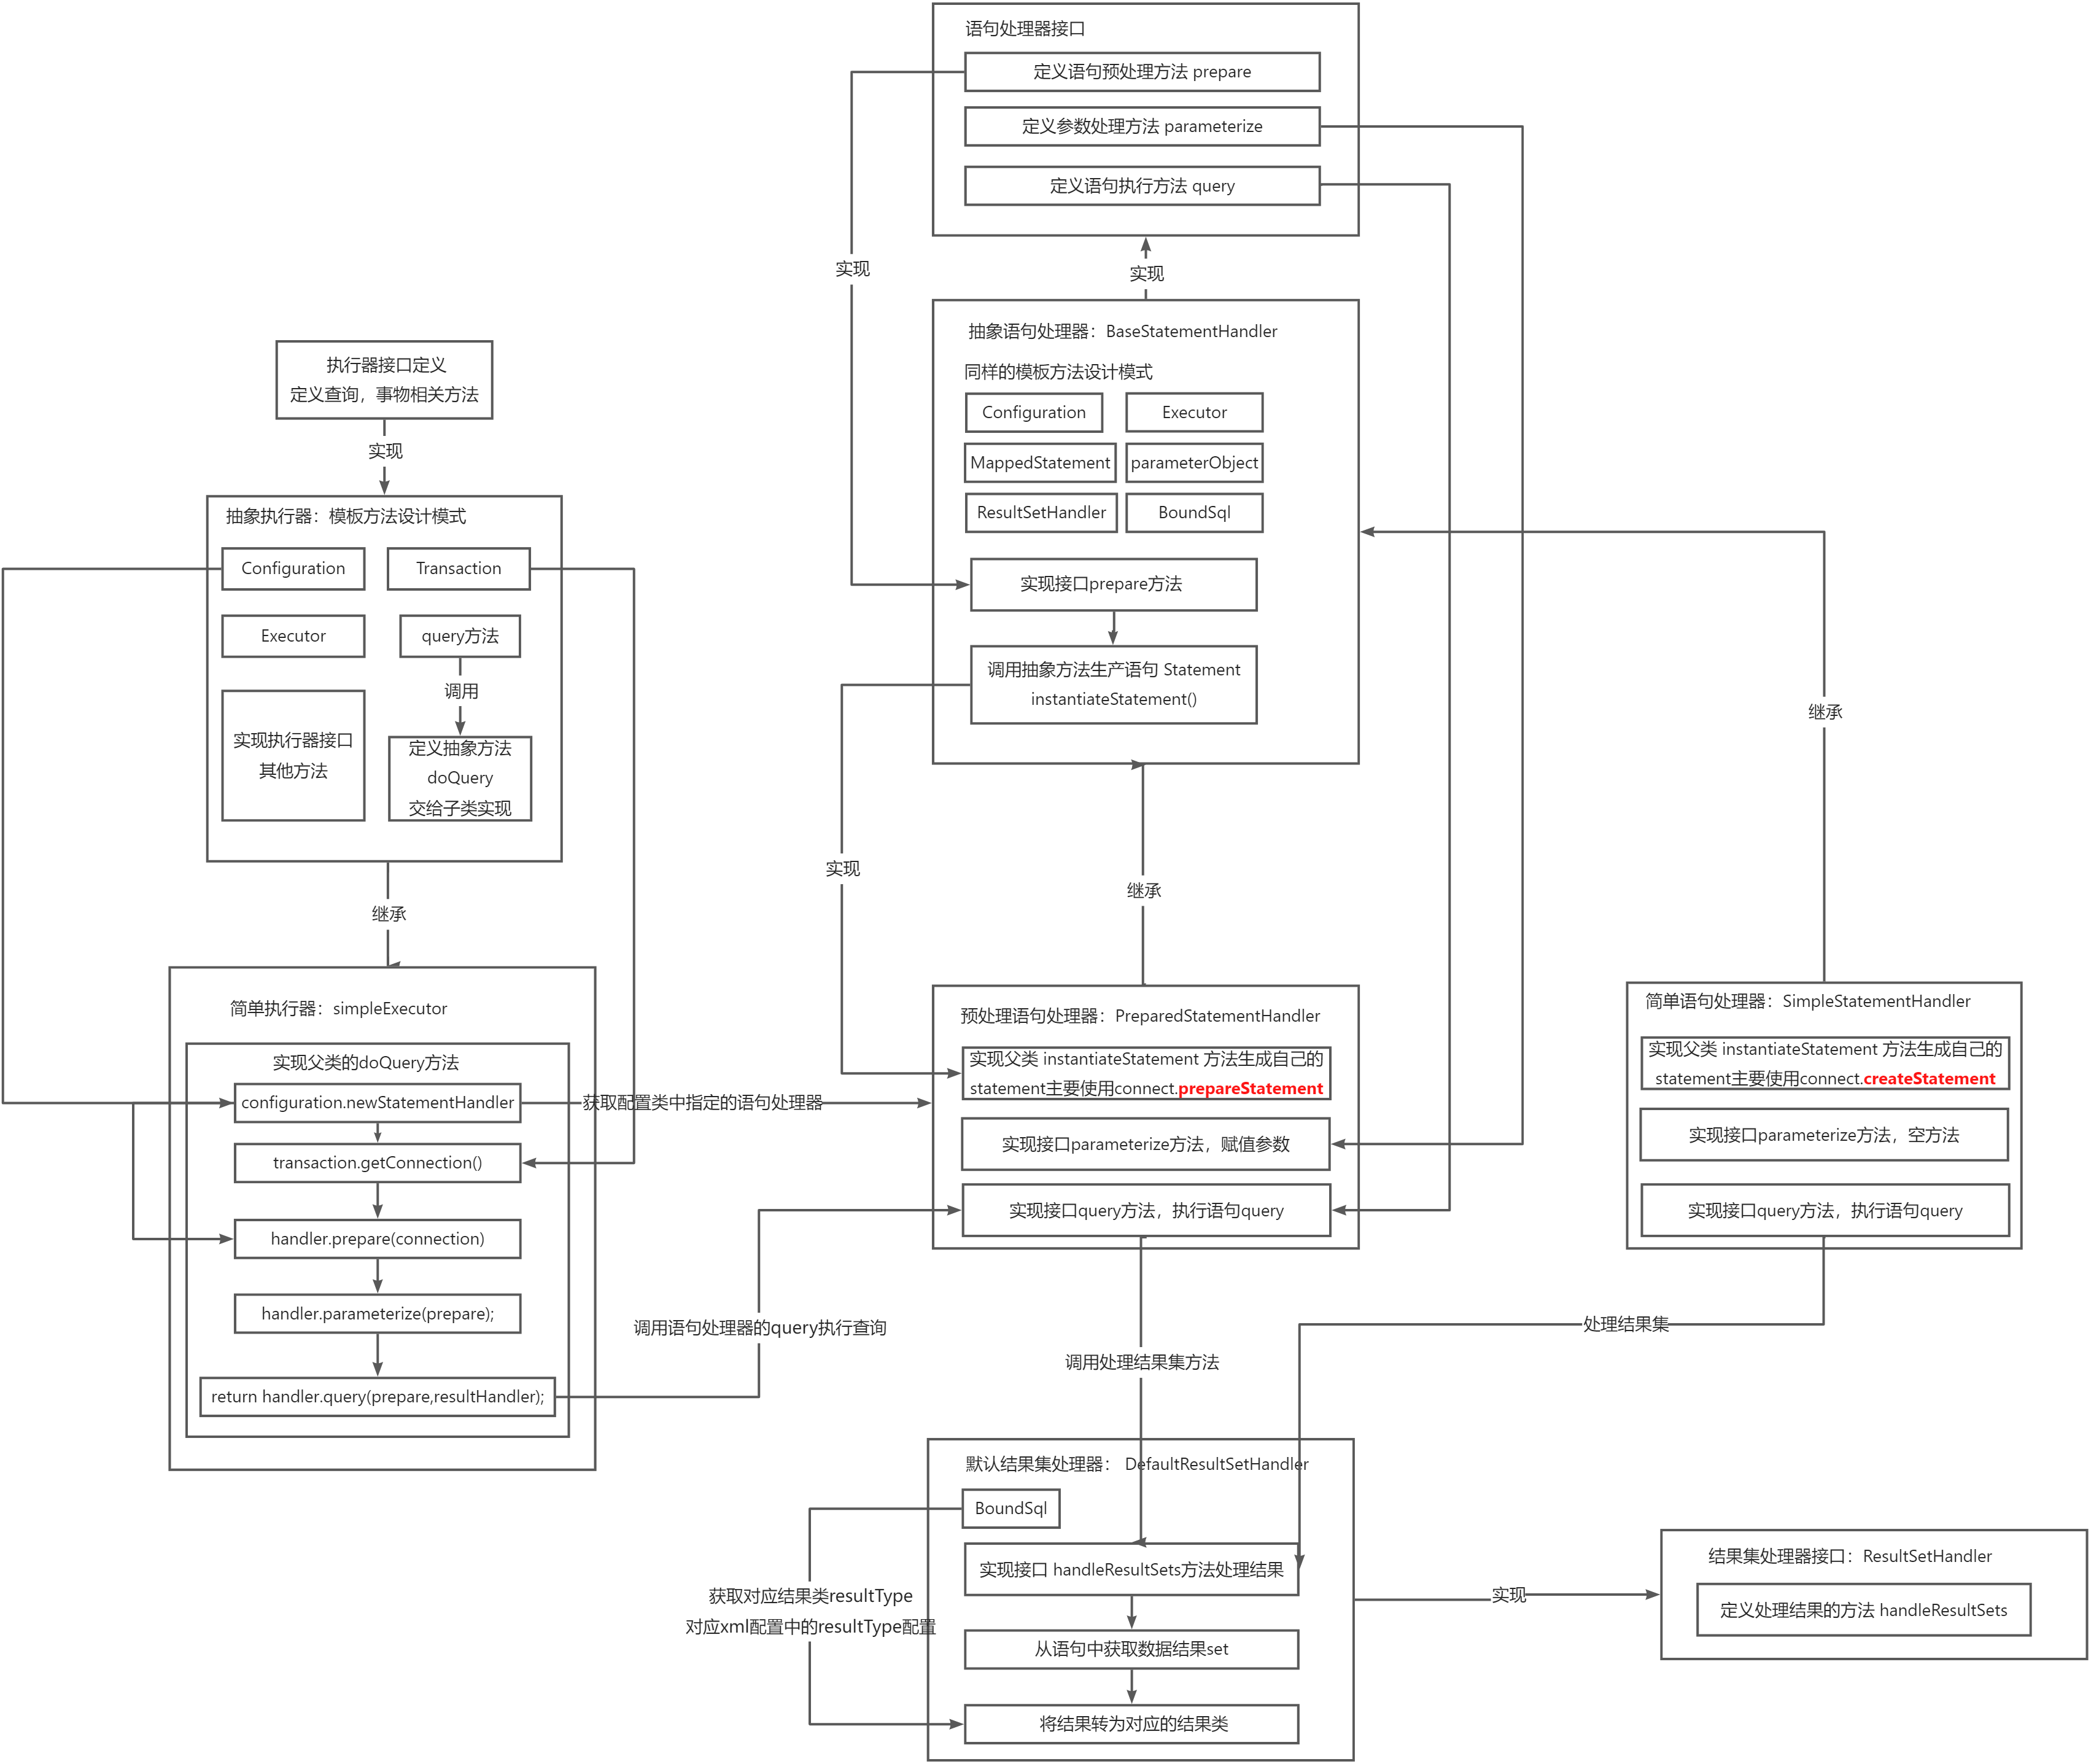 语句处理器接口
定义语句预处理方法 prepare
定义参数处理方法 parameterize
定义语句执行方法 query
实现
实现
抽象语句处理器：BaseStatementHandler
同样的模板方法设计模式
Configuration
Executor
MappedStatement
parameterObject
ResultSetHandler
BoundSql
实现接口prepare方法
调用抽象方法生产语句 Statement
instantiateStatement()
执行器接口定义
定义查询，事物相关方法
实现
抽象执行器：模板方法设计模式
Configuration
Transaction
Executor
query方法
调用
实现执行器接口
其他方法
定义抽象方法
doQuery
交给子类实现
继承
实现
继承
继承
简单执行器：simpleExecutor
实现父类的doQuery方法
configuration.newStatementHandler
transaction.getConnection()
handler.prepare(connection)
handler.parameterize(prepare);
return handler.query(prepare,resultHandler);
获取配置类中指定的语句处理器
调用语句处理器的query执行查询
预处理语句处理器：PreparedStatementHandler
实现父类 instantiateStatement 方法生成自己的
statement主要使用connect.prepareStatement
实现接口parameterize方法，赋值参数
实现接口query方法，执行语句query
简单语句处理器：SimpleStatementHandler
实现父类 instantiateStatement 方法生成自己的
statement主要使用connect.createStatement
实现接口parameterize方法，空方法
实现接口query方法，执行语句query
调用处理结果集方法
处理结果集
默认结果集处理器： DefaultResultSetHandler
BoundSql
实现接口 handleResultSets方法处理结果
从语句中获取数据结果set
将结果转为对应的结果类
获取对应结果类resultType
对应xml配置中的resultType配置
实现
结果集处理器接口：ResultSetHandler
定义处理结果的方法 handleResultSets